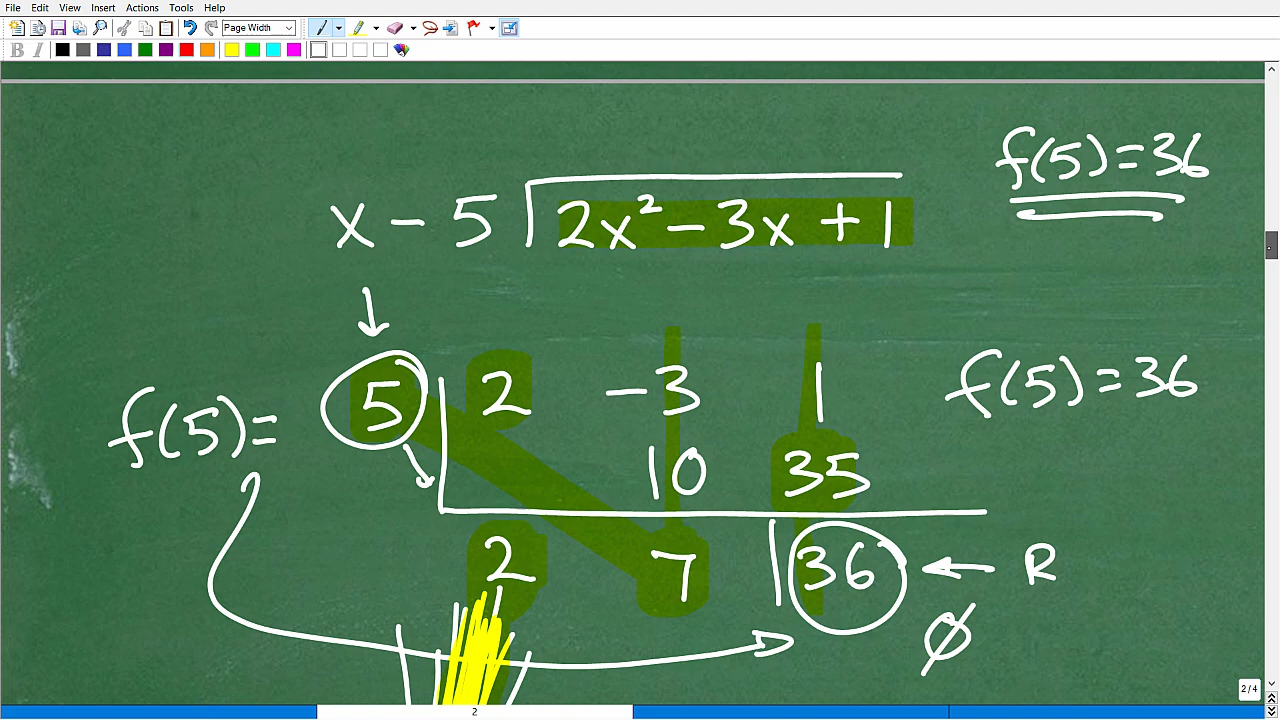 File Edit View Insert Actions Tools Help
Page Width
B I
f(5)=36
x - 5 2x² - 3x + 1
5 2 -3 1
f(5)= f(5)=36
10 35
2 7 36 ← R
Ø
2/4
2